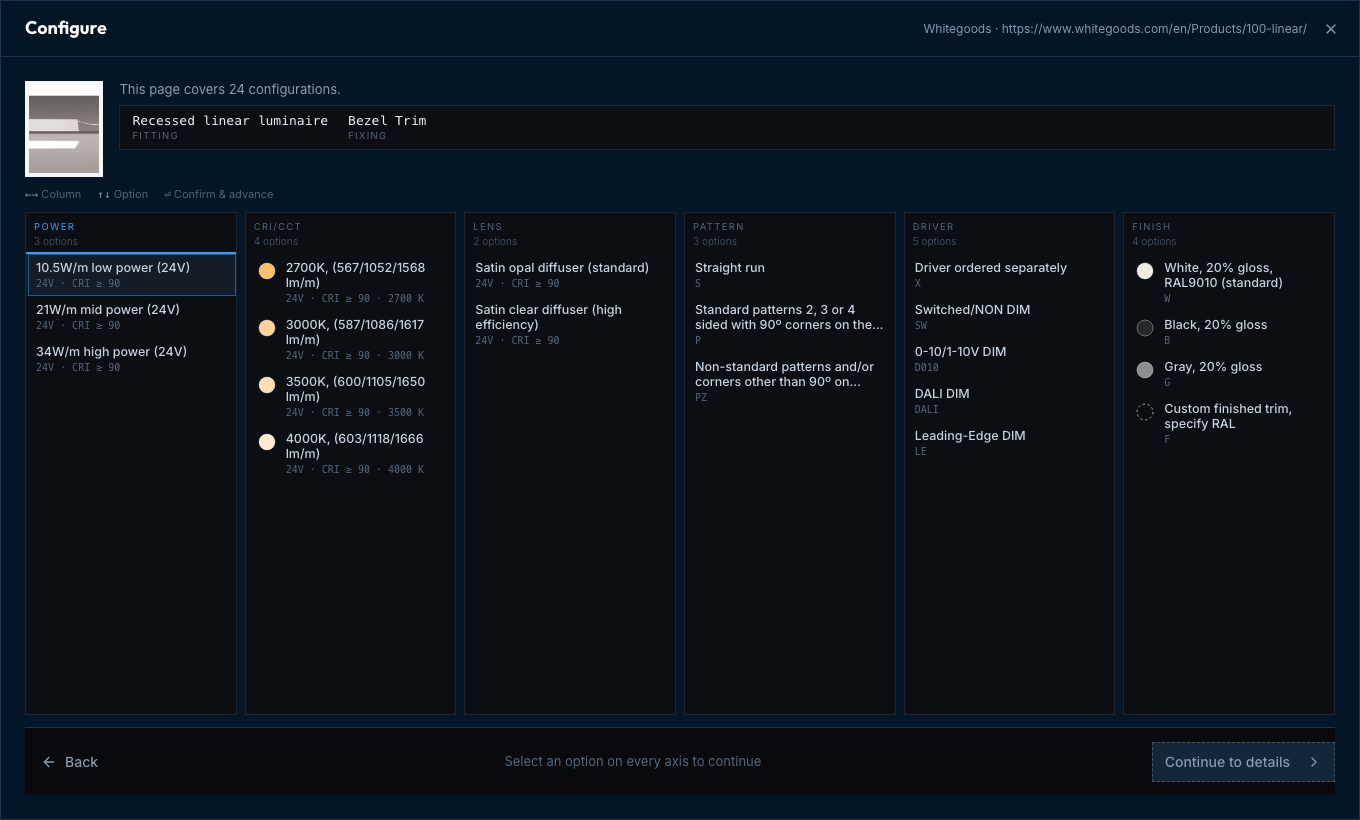 Configure
Whitegoods · https://www.whitegoods.com/en/Products/100-linear/
This page covers 24 configurations.
Recessed linear luminaire
FITTING
Bezel Trim
FIXING
←→ Column ↑↓ Option ⏎ Confirm & advance
POWER
3 options
10.5W/m low power (24V)
24V · CRI ≥ 90
21W/m mid power (24V)
24V · CRI ≥ 90
34W/m high power (24V)
24V · CRI ≥ 90
CRI/CCT
4 options
2700K, (567/1052/1568
lm/m)
24V · CRI ≥ 90 · 2700 K
3000K, (587/1086/1617
lm/m)
24V · CRI ≥ 90 · 3000 K
3500K, (600/1105/1650
lm/m)
24V · CRI ≥ 90 · 3500 K
4000K, (603/1118/1666
lm/m)
24V · CRI ≥ 90 · 4000 K
LENS
2 options
Satin opal diffuser (standard)
24V · CRI ≥ 90
Satin clear diffuser (high
efficiency)
24V · CRI ≥ 90
PATTERN
3 options
Straight run
S
Standard patterns 2, 3 or 4
sided with 90º corners on the...
P
Non-standard patterns and/or
corners other than 90º on...
PZ
DRIVER
5 options
Driver ordered separately
X
Switched/NON DIM
SW
0-10/1-10V DIM
D010
DALI DIM
DALI
Leading-Edge DIM
LE
FINISH
4 options
White, 20% gloss,
RAL9010 (standard)
W
Black, 20% gloss
B
Gray, 20% gloss
G
Custom finished trim,
specify RAL
F
← Back
Select an option on every axis to continue
Continue to details